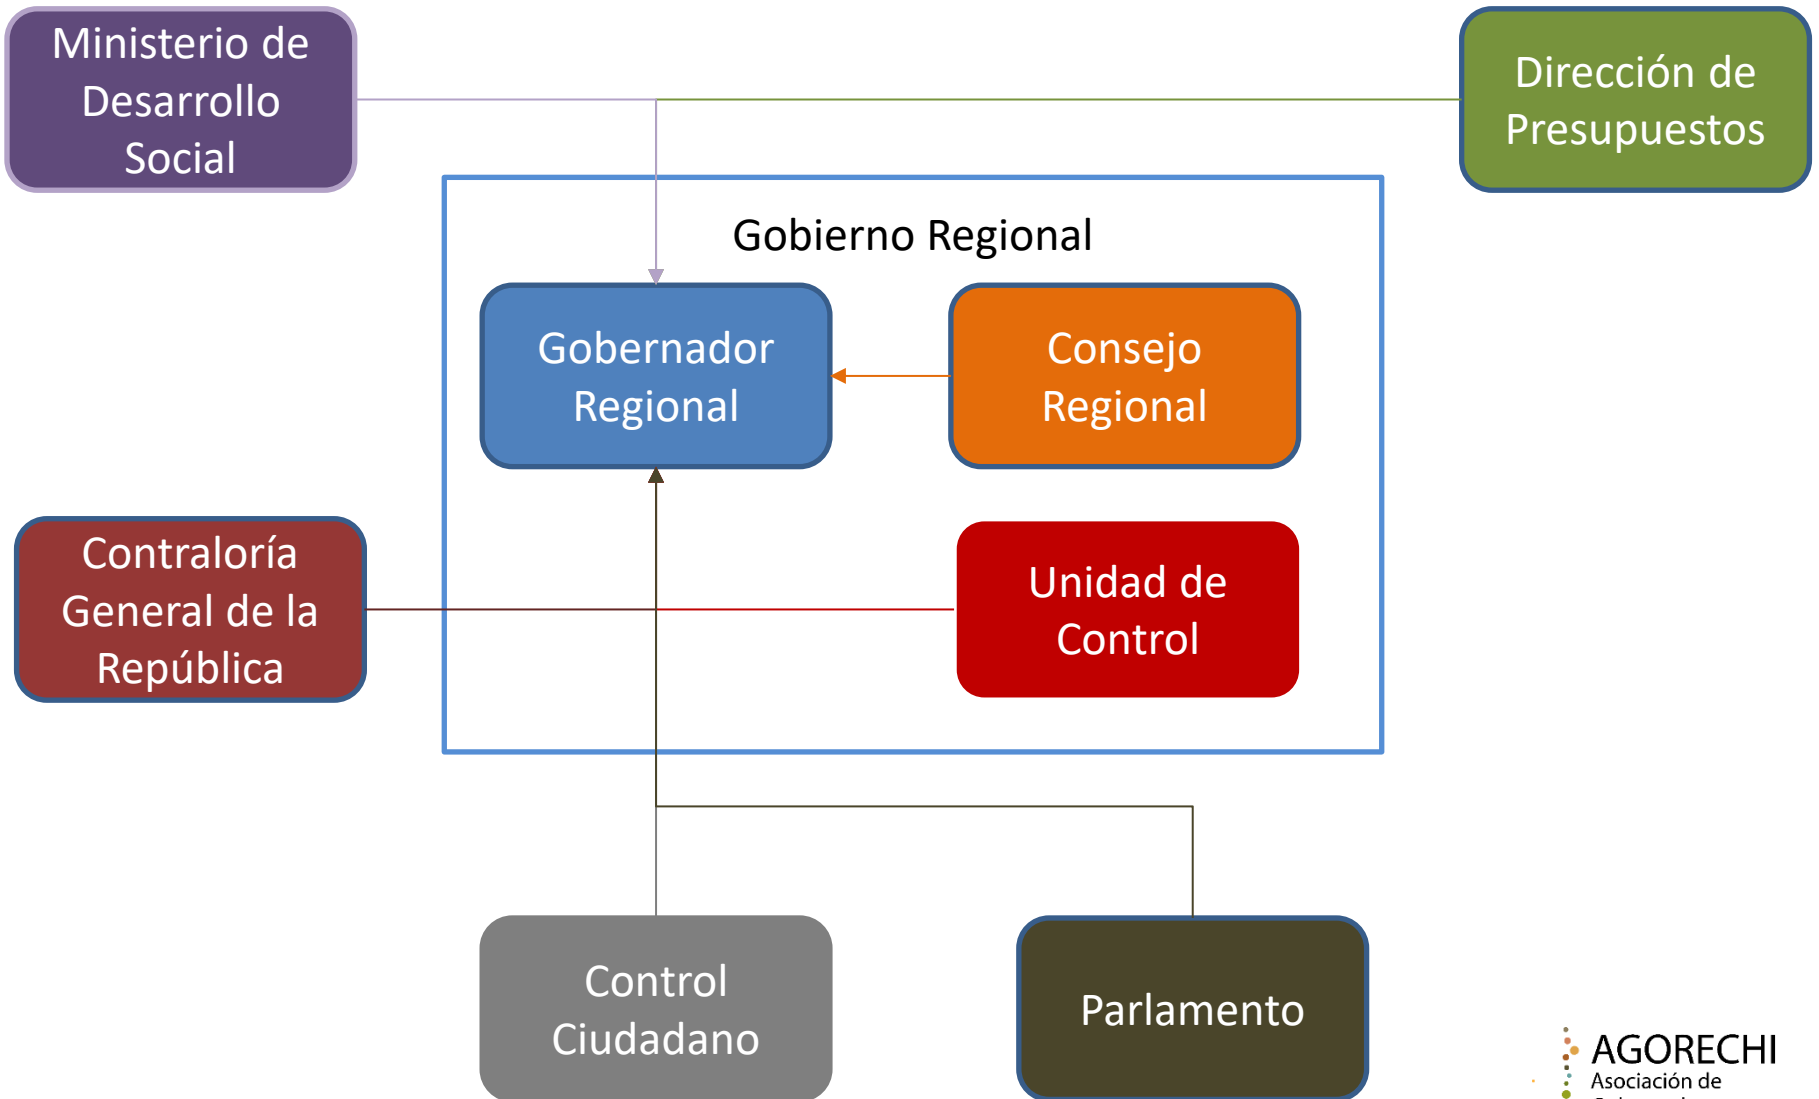 Ministerio de
Desarrollo
Social
Dirección de
Presupuestos
Gobierno Regional
Gobernador
Regional
Consejo
Regional
Contraloría
General de la
República
Unidad de
Control
Control
Ciudadano
Parlamento
AGORECHI
Asociación de